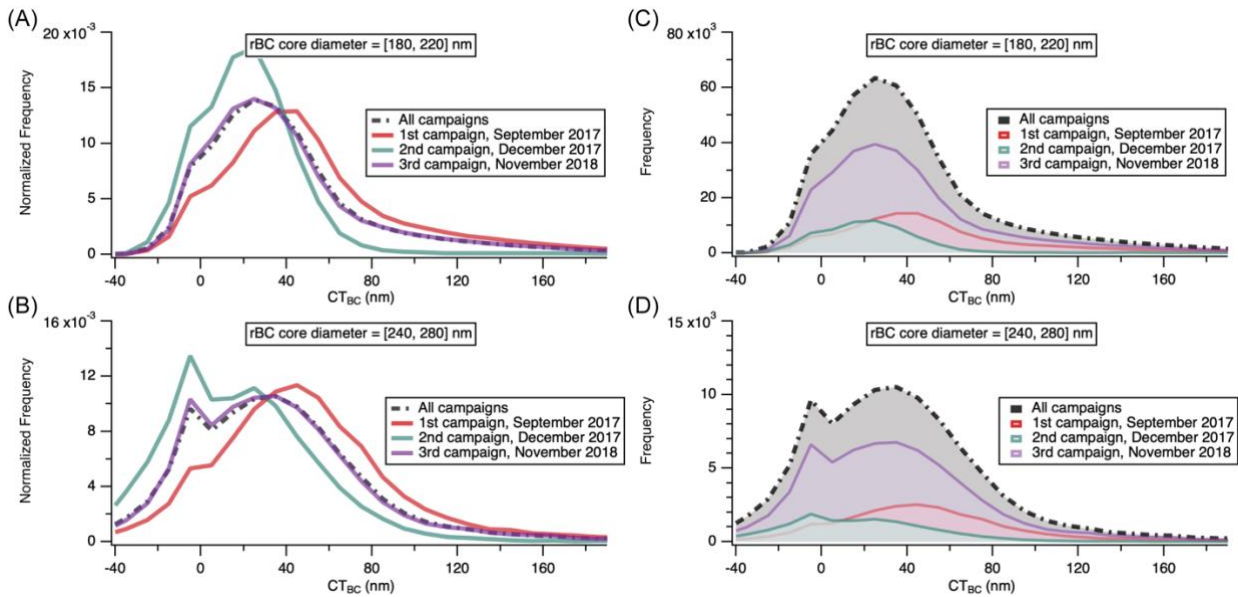 (A)
20 x10⁻³
15
10
5
0
Normalized Frequency
rBC core diameter = [180, 220] nm
All campaigns
1st campaign, September 2017
2nd campaign, December 2017
3rd campaign, November 2018
-40 0 40 80 120 160
CT_BC (nm)
(B)
16 x10⁻³
12
8
4
0
Normalized Frequency
rBC core diameter = [240, 280] nm
All campaigns
1st campaign, September 2017
2nd campaign, December 2017
3rd campaign, November 2018
-40 0 40 80 120 160
CT_BC (nm)
(C)
80 x10³
60
40
20
0
Frequency
rBC core diameter = [180, 220] nm
All campaigns
1st campaign, September 2017
2nd campaign, December 2017
3rd campaign, November 2018
-40 0 40 80 120 160
CT_BC (nm)
(D)
15 x10³
10
5
0
Frequency
rBC core diameter = [240, 280] nm
All campaigns
1st campaign, September 2017
2nd campaign, December 2017
3rd campaign, November 2018
-40 0 40 80 120 160
CT_BC (nm)